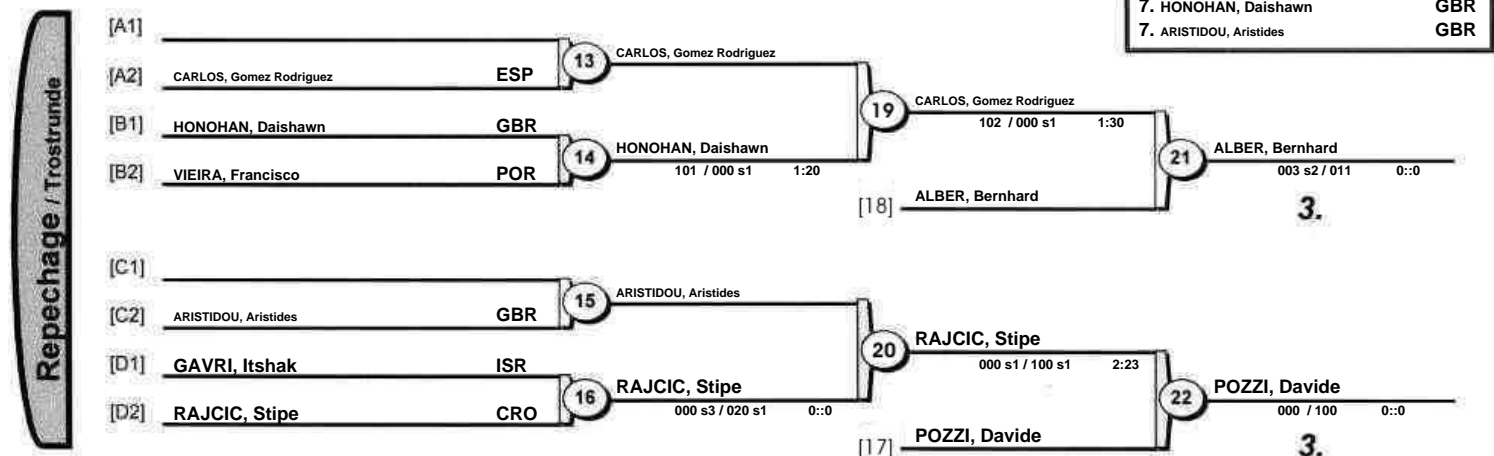 7. HONOHAN, Daishawn GBR
7. ARISTIDOU, Aristides GBR
Repechage / Trostrunde
[A1]
[A2] CARLOS, Gomez Rodriguez ESP
13
CARLOS, Gomez Rodriguez
[B1] HONOHAN, Daishawn GBR
[B2] VIEIRA, Francisco POR
14
HONOHAN, Daishawn
101 / 000 s1 1:20
19
CARLOS, Gomez Rodriguez
102 / 000 s1 1:30
[18] ALBER, Bernhard
21
ALBER, Bernhard
003 s2 / 011 0::0
3.
[C1]
[C2] ARISTIDOU, Aristides GBR
15
ARISTIDOU, Aristides
[D1] GAVRI, Itshak ISR
[D2] RAJCIC, Stipe CRO
16
RAJCIC, Stipe
000 s3 / 020 s1 0::0
20
RAJCIC, Stipe
000 s1 / 100 s1 2:23
[17] POZZI, Davide
22
POZZI, Davide
000 / 100 0::0
3.